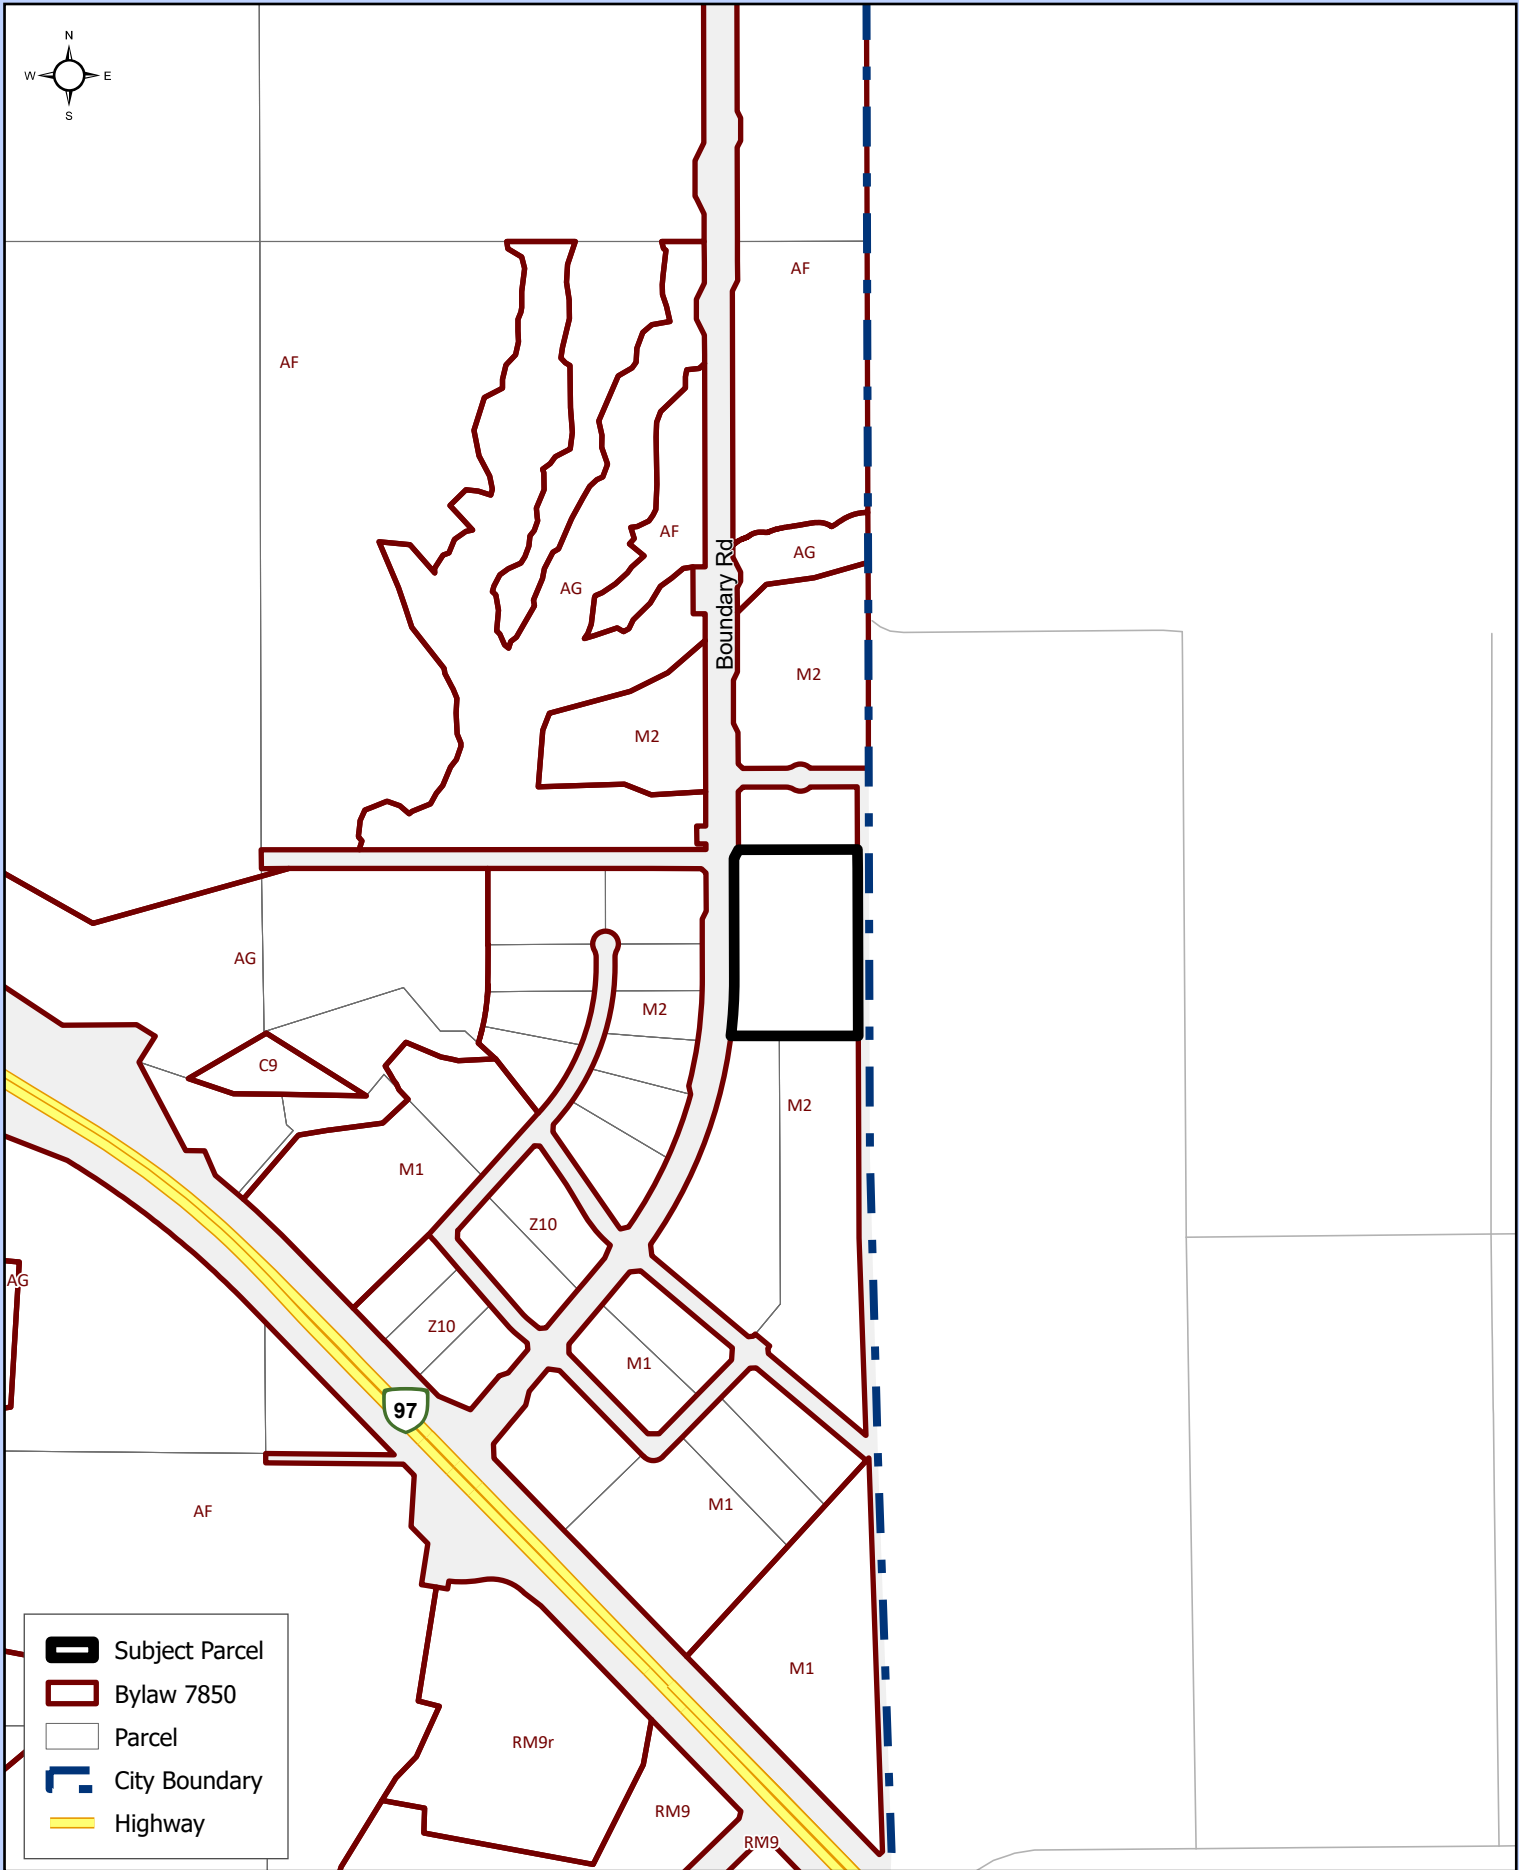 N
W E
S
AF
AF
AF
AG
AG
Boundary Rd
M2
M2
AG
M2
C9
M2
M1
Z10
AG
Z10
M1
97
M1
AF
M1
RM9r
RM9
RM9
Subject Parcel
Bylaw 7850
Parcel
City Boundary
Highway